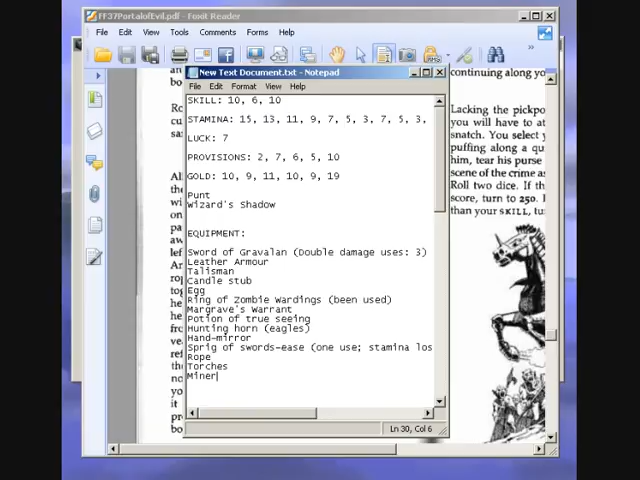 FF37PortalofEvil.pdf - Foxit Reader
File Edit View Tools Comments Forms Help
New Text Document.txt - Notepad
File Edit Format View Help
SKILL: 10, 6, 10
STAMINA: 15, 13, 11, 9, 7, 5, 3, 7, 5, 3,
LUCK: 7
PROVISIONS: 2, 7, 6, 5, 10
GOLD: 10, 9, 11, 10, 9, 19
Punt
Wizard's Shadow
EQUIPMENT:
Sword of Gravalan (Double damage uses: 3)
Leather Armour
Talisman
Candle stub
Egg
Ring of Zombie Wardings (been used)
Margrave's Warrant
Potion of true seeing
Hunting horn (eagles)
Hand-mirror
Sprig of swords-ease (one use; stamina los
Rope
Torches
Miner
Ln 30, Col 6
continuing along yo
Lacking the pickpo
you will have to at
snatch. You select y
puffing along a qu
him, tear his purse
scene of the crime as
Roll two dice. If th
score, turn to 250. I
than your SKILL, tu